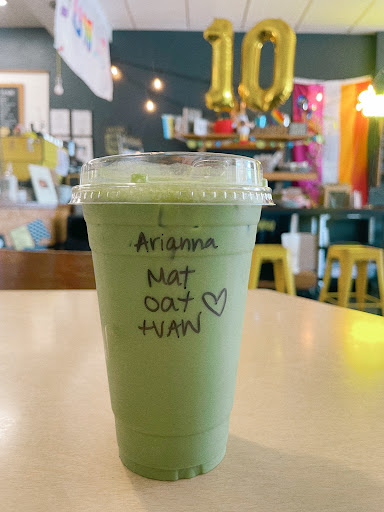 10
Arianna
Mat
oat ♡
+VAN